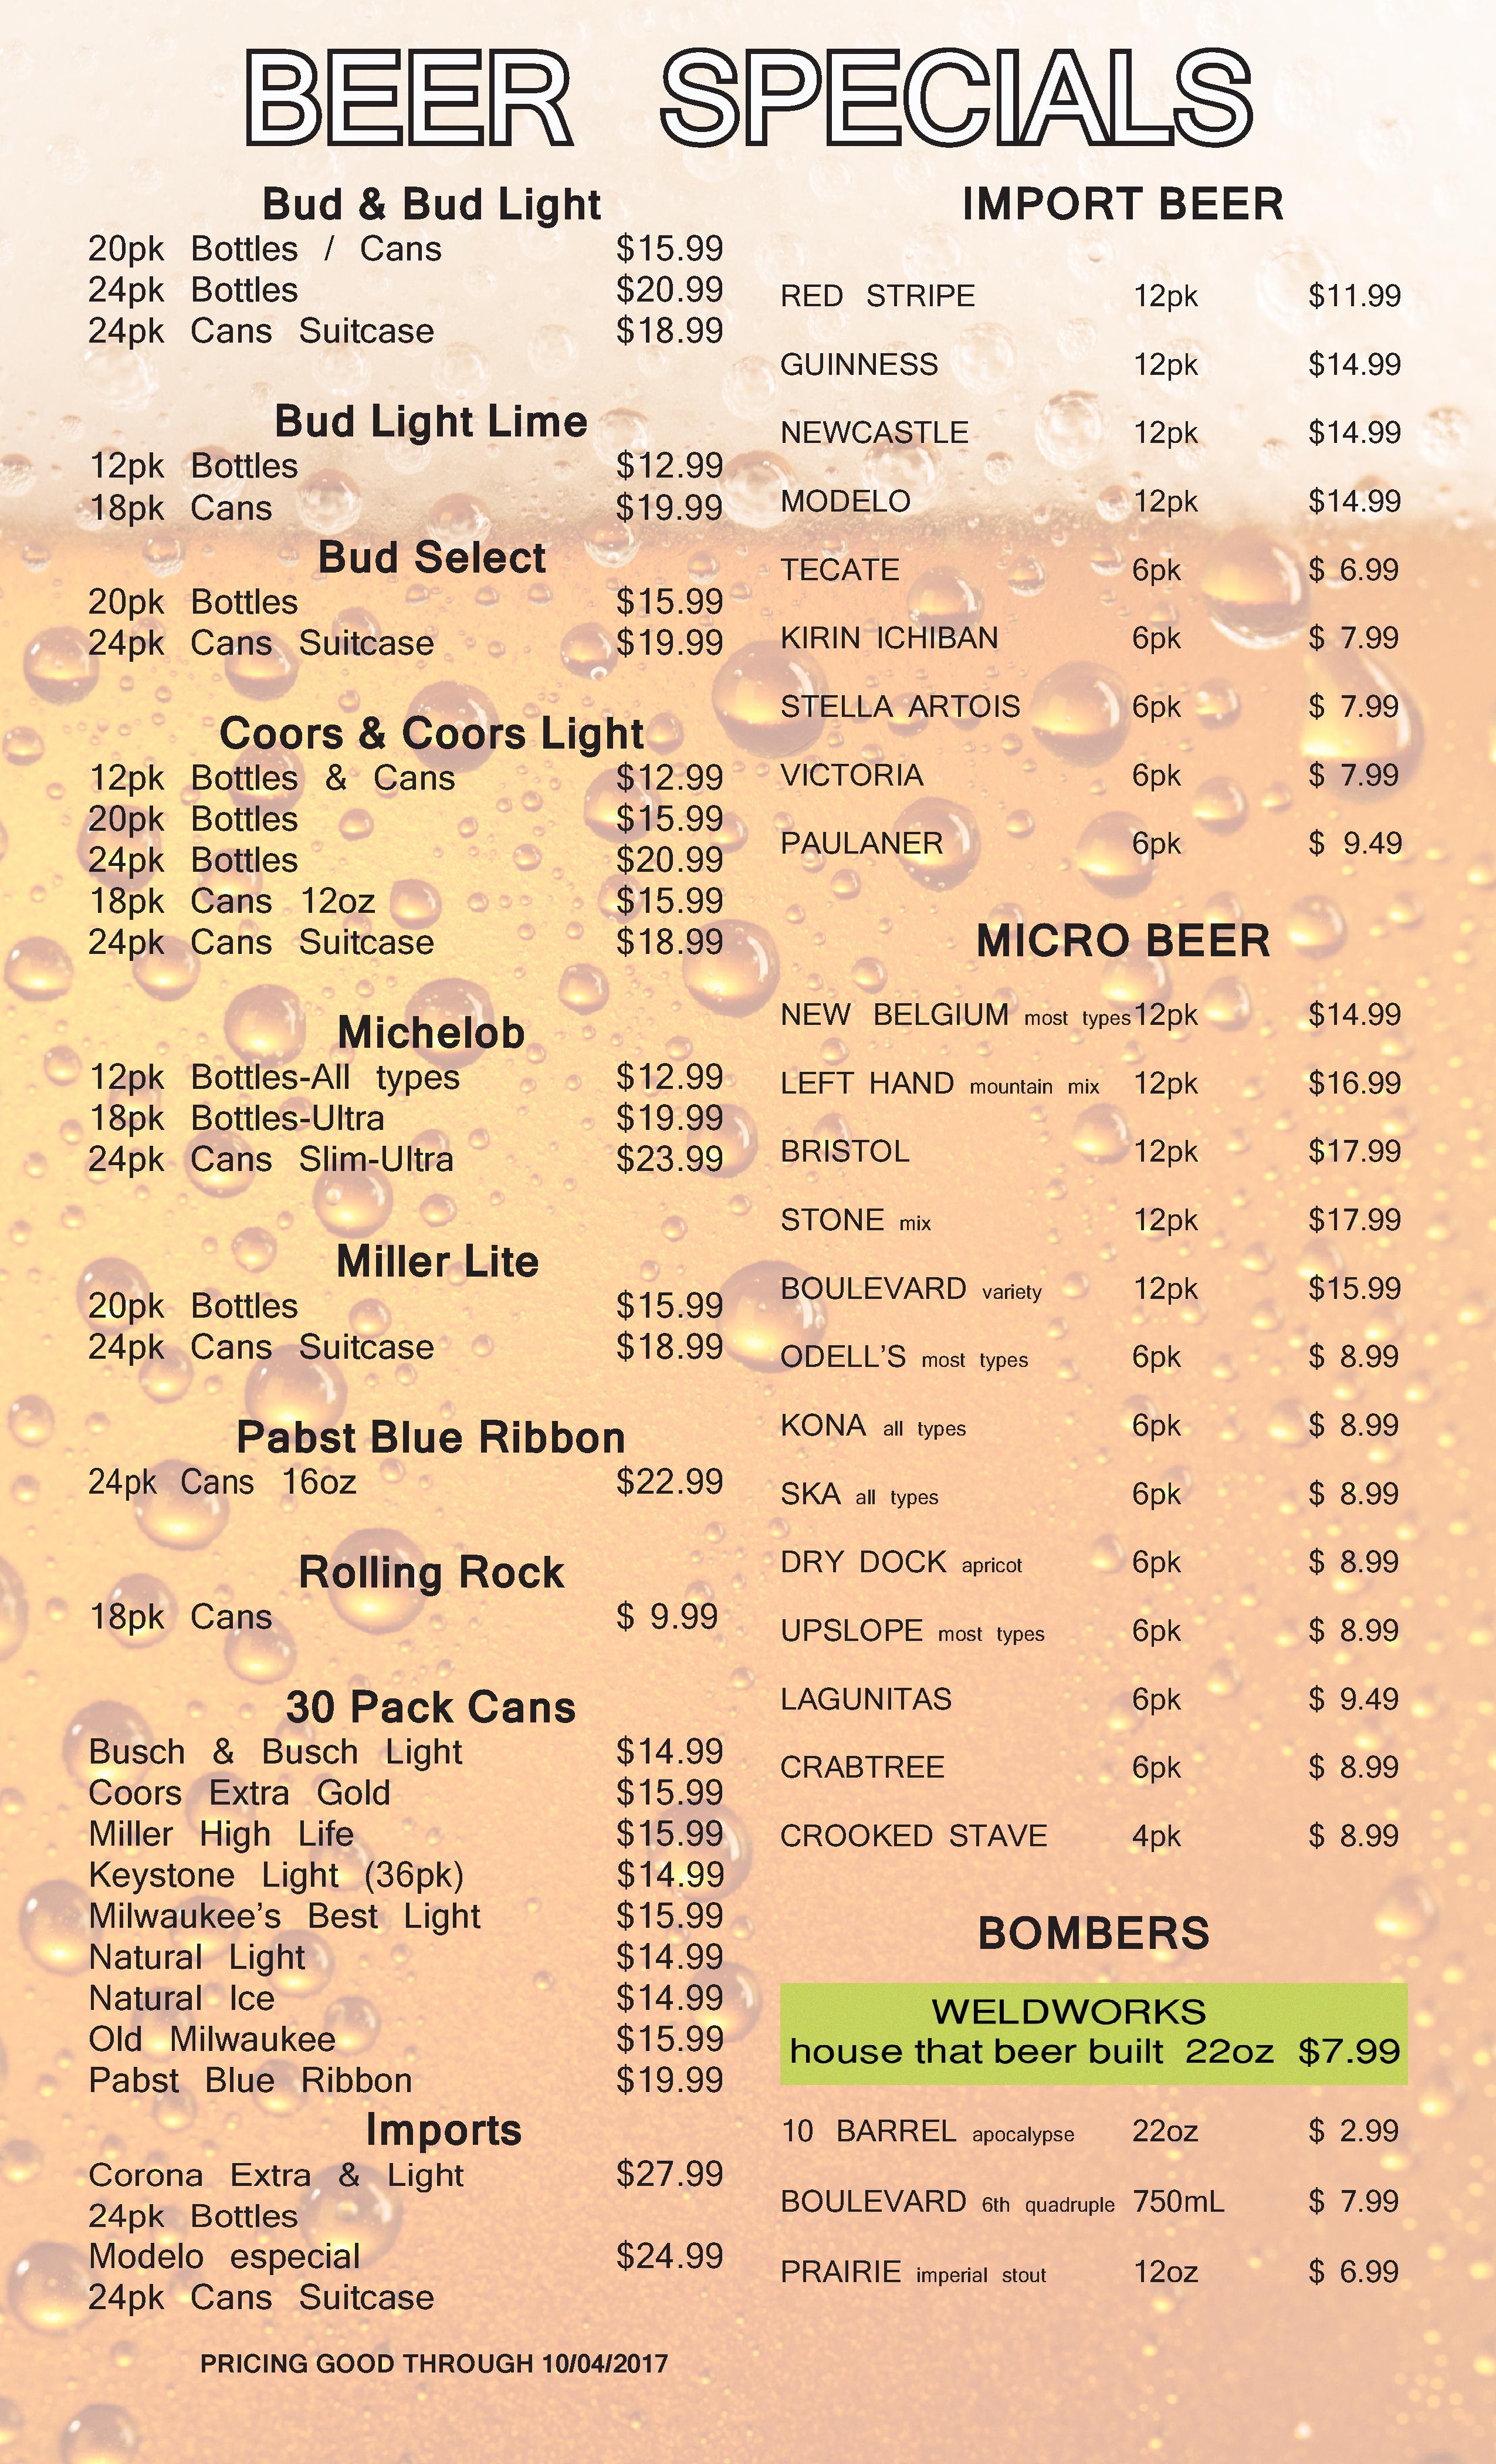 BEER SPECIALS
Bud & Bud Light
20pk Bottles / Cans $15.99
24pk Bottles $20.99
24pk Cans Suitcase $18.99
Bud Light Lime
12pk Bottles $12.99
18pk Cans $19.99
Bud Select
20pk Bottles $15.99
24pk Cans Suitcase $19.99
Coors & Coors Light
12pk Bottles & Cans $12.99
20pk Bottles $15.99
24pk Bottles $20.99
18pk Cans 12oz $15.99
24pk Cans Suitcase $18.99
Michelob
12pk Bottles-All types $12.99
18pk Bottles-Ultra $19.99
24pk Cans Slim-Ultra $23.99
Miller Lite
20pk Bottles $15.99
24pk Cans Suitcase $18.99
Pabst Blue Ribbon
24pk Cans 16oz $22.99
Rolling Rock
18pk Cans $ 9.99
30 Pack Cans
Busch & Busch Light $14.99
Coors Extra Gold $15.99
Miller High Life $15.99
Keystone Light (36pk) $14.99
Milwaukee's Best Light $15.99
Natural Light $14.99
Natural Ice $14.99
Old Milwaukee $15.99
Pabst Blue Ribbon $19.99
Imports
Corona Extra & Light $27.99
24pk Bottles
Modelo especial $24.99
24pk Cans Suitcase
PRICING GOOD THROUGH 10/04/2017
IMPORT BEER
RED STRIPE 12pk $11.99
GUINNESS 12pk $14.99
NEWCASTLE 12pk $14.99
MODELO 12pk $14.99
TECATE 6pk $ 6.99
KIRIN ICHIBAN 6pk $ 7.99
STELLA ARTOIS 6pk $ 7.99
VICTORIA 6pk $ 7.99
PAULANER 6pk $ 9.49
MICRO BEER
NEW BELGIUM most types 12pk $14.99
LEFT HAND mountain mix 12pk $16.99
BRISTOL 12pk $17.99
STONE mix 12pk $17.99
BOULEVARD variety 12pk $15.99
ODELL'S most types 6pk $ 8.99
KONA all types 6pk $ 8.99
SKA all types 6pk $ 8.99
DRY DOCK apricot 6pk $ 8.99
UPSLOPE most types 6pk $ 8.99
LAGUNITAS 6pk $ 9.49
CRABTREE 6pk $ 8.99
CROOKED STAVE 4pk $ 8.99
BOMBERS
WELDWORKS
house that beer built 22oz $7.99
10 BARREL apocalypse 22oz $ 2.99
BOULEVARD 6th quadruple 750mL $ 7.99
PRAIRIE imperial stout 12oz $ 6.99